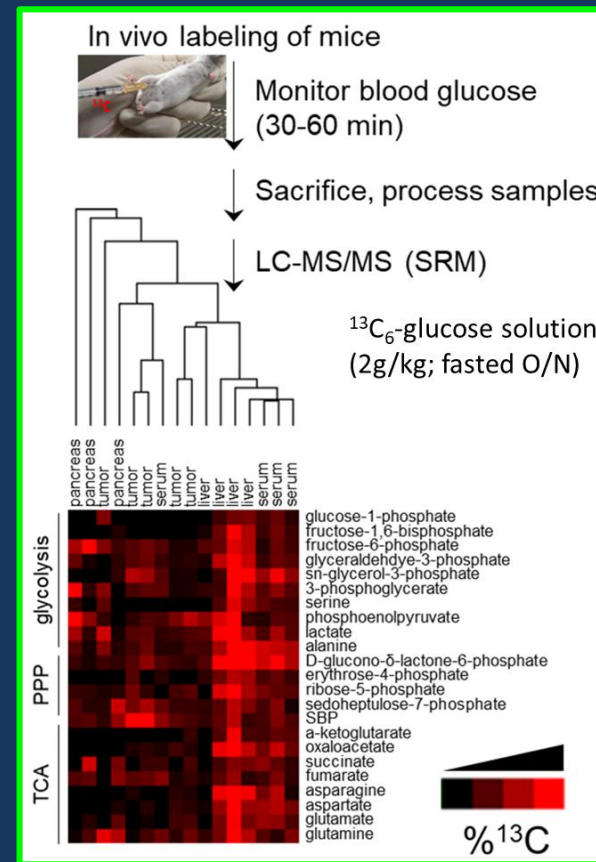 In vivo labeling of mice
¹³C
Monitor blood glucose
(30-60 min)
Sacrifice, process samples
LC-MS/MS (SRM)
¹³C₆-glucose solution
(2g/kg; fasted O/N)
pancreas
pancreas
tumor
pancreas
tumor
tumor
serum
tumor
tumor
liver
liver
liver
liver
serum
serum
serum
glycolysis
glucose-1-phosphate
fructose-1,6-bisphosphate
fructose-6-phosphate
glyceraldehdye-3-phosphate
sn-glycerol-3-phosphate
3-phosphoglycerate
serine
phosphoenolpyruvate
lactate
alanine
PPP
D-glucono-δ-lactone-6-phosphate
erythrose-4-phosphate
ribose-5-phosphate
sedoheptulose-7-phosphate
SBP
TCA
a-ketoglutarate
oxaloacetate
succinate
fumarate
asparagine
aspartate
glutamate
glutamine
%¹³C